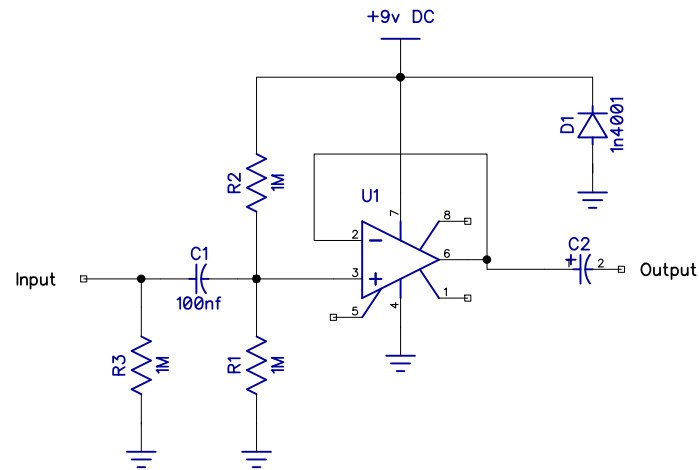 +9v DC
D1
1n4001
R2
1M
U1
7
8
2
6
C1
C2
+
Input
3
2
Output
100nf
1
5
4
R3
1M
R1
1M